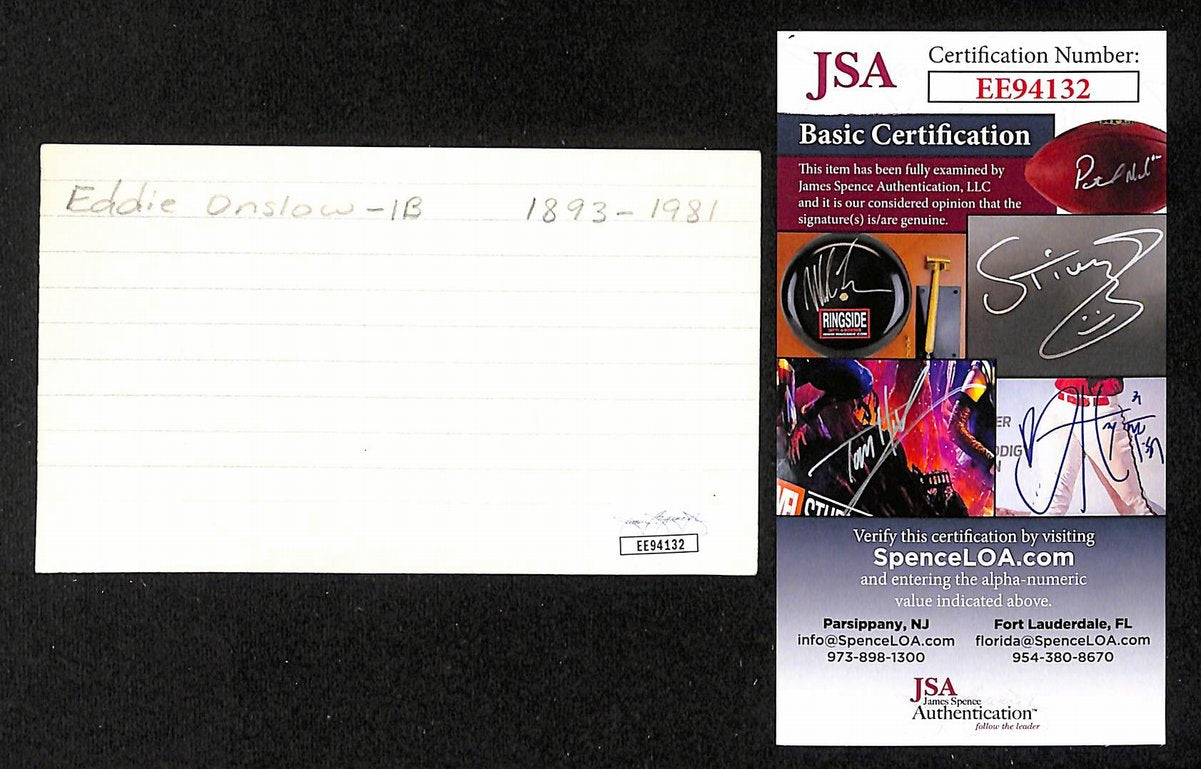 Eddie Onslow - 1B 1893 - 1981
EE94132
JSA
Certification Number:
EE94132
Basic Certification
This item has been fully examined by
James Spence Authentication, LLC
and it is our considered opinion that the
signature(s) is/are genuine.
RINGSIDE
Verify this certification by visiting
SpenceLOA.com
and entering the alpha-numeric
value indicated above.
Parsippany, NJ
info@SpenceLOA.com
973-898-1300
Fort Lauderdale, FL
florida@SpenceLOA.com
954-380-8670
JSA
James Spence
Authentication™
follow the leader